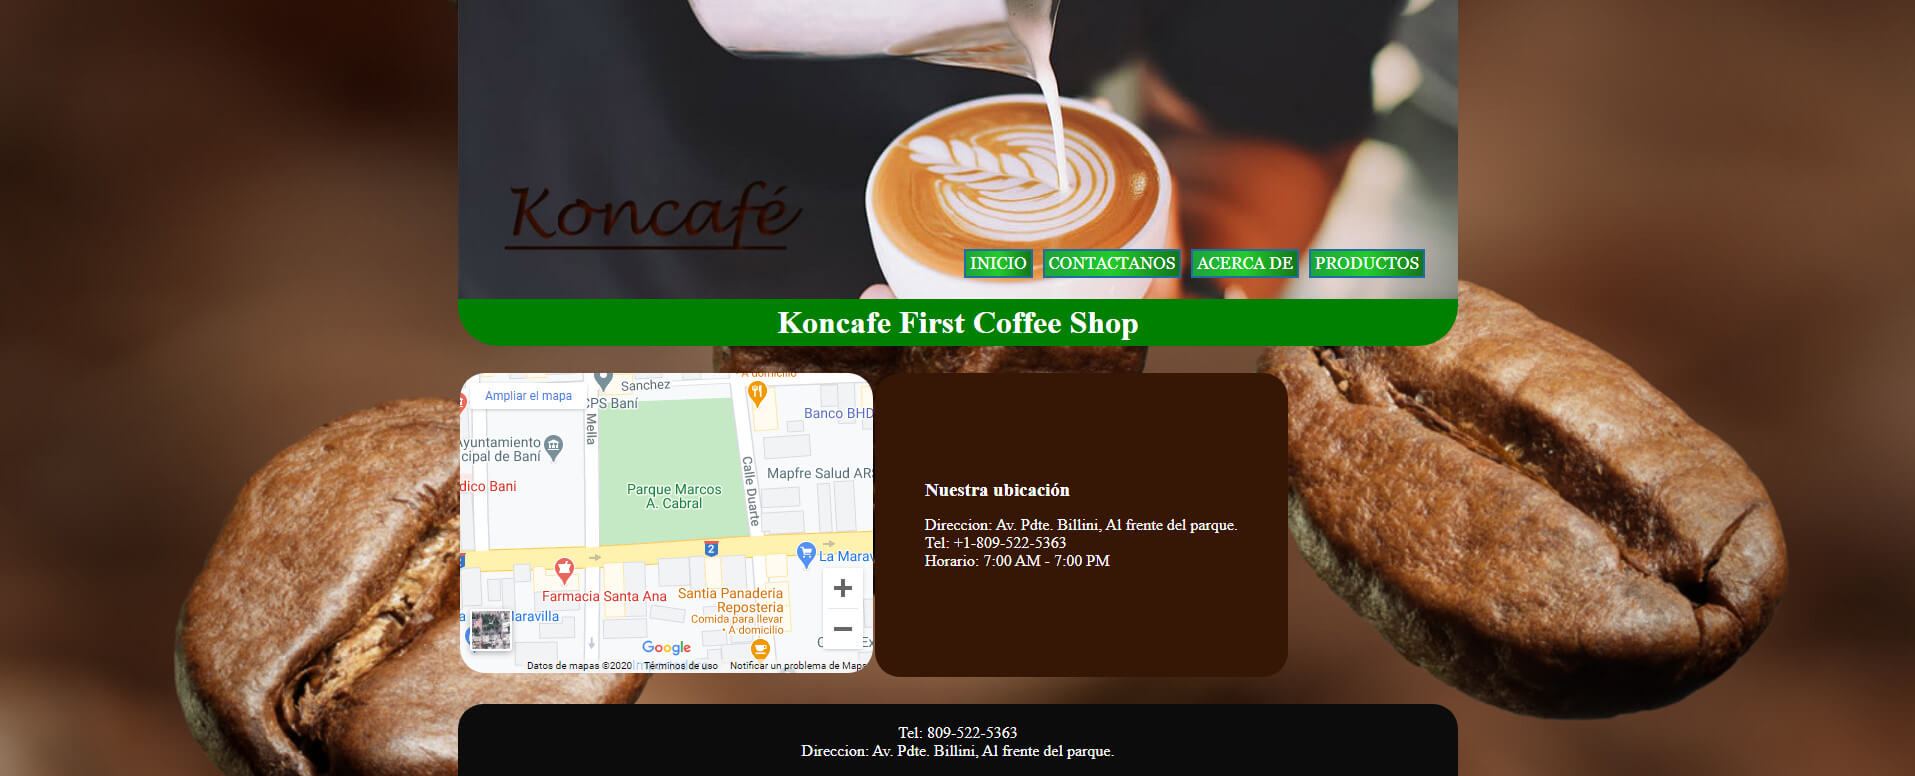 Koncafé
INICIO CONTACTANOS ACERCA DE PRODUCTOS
Koncafe First Coffee Shop
A domicilio
Sanchez
Ampliar el mapa
CPS Baní
Mella
Banco BHD
Ayuntamiento
cipal de Baní
Calle Duarte
Mapfre Salud ARS
dico Bani
Parque Marcos
A. Cabral
2
La Marav
Farmacia Santa Ana
Santia Panaderia
Reposteria
Comida para llevar
• A domicilio
Maravilla
Google
Datos de mapas ©2020 Términos de uso Notificar un problema de Maps
Nuestra ubicación
Direccion: Av. Pdte. Billini, Al frente del parque.
Tel: +1-809-522-5363
Horario: 7:00 AM - 7:00 PM
Tel: 809-522-5363
Direccion: Av. Pdte. Billini, Al frente del parque.